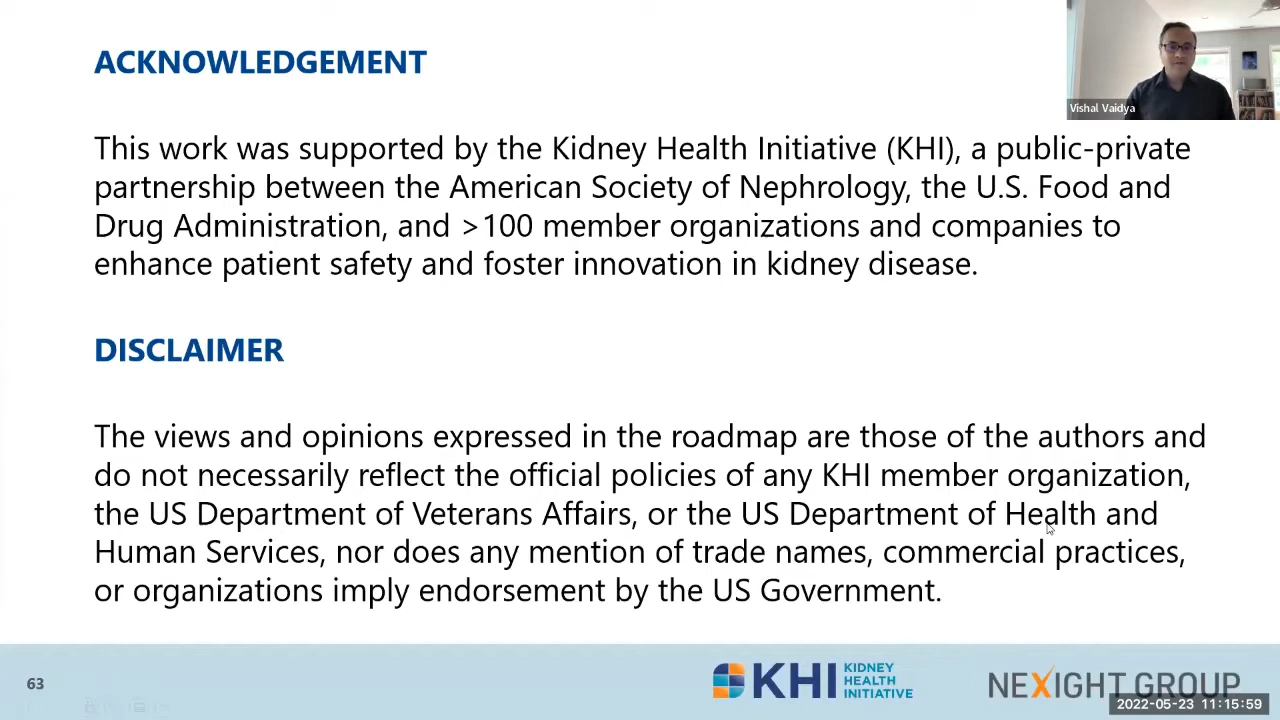 ACKNOWLEDGEMENT
Vishal Vaidya
This work was supported by the Kidney Health Initiative (KHI), a public-private
partnership between the American Society of Nephrology, the U.S. Food and
Drug Administration, and >100 member organizations and companies to
enhance patient safety and foster innovation in kidney disease.
DISCLAIMER
The views and opinions expressed in the roadmap are those of the authors and
do not necessarily reflect the official policies of any KHI member organization,
the US Department of Veterans Affairs, or the US Department of Health and
Human Services, nor does any mention of trade names, commercial practices,
or organizations imply endorsement by the US Government.
63
KHI KIDNEY
HEALTH
INITIATIVE
NEXIGHT GROUP
2022-05-23 11:15:59